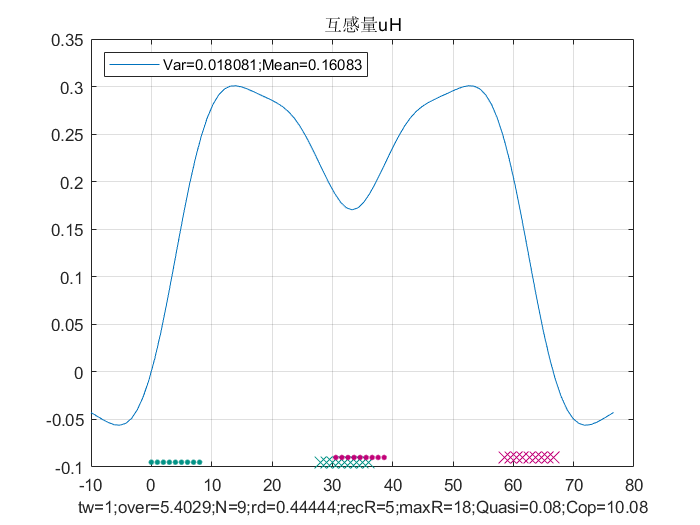 互感量uH
Var=0.018081;Mean=0.16083
0.35
0.3
0.25
0.2
0.15
0.1
0.05
0
-0.05
-0.1
-10 0 10 20 30 40 50 60 70 80
tw=1;over=5.4029;N=9;rd=0.44444;recR=5;maxR=18;Quasi=0.08;Cop=10.08